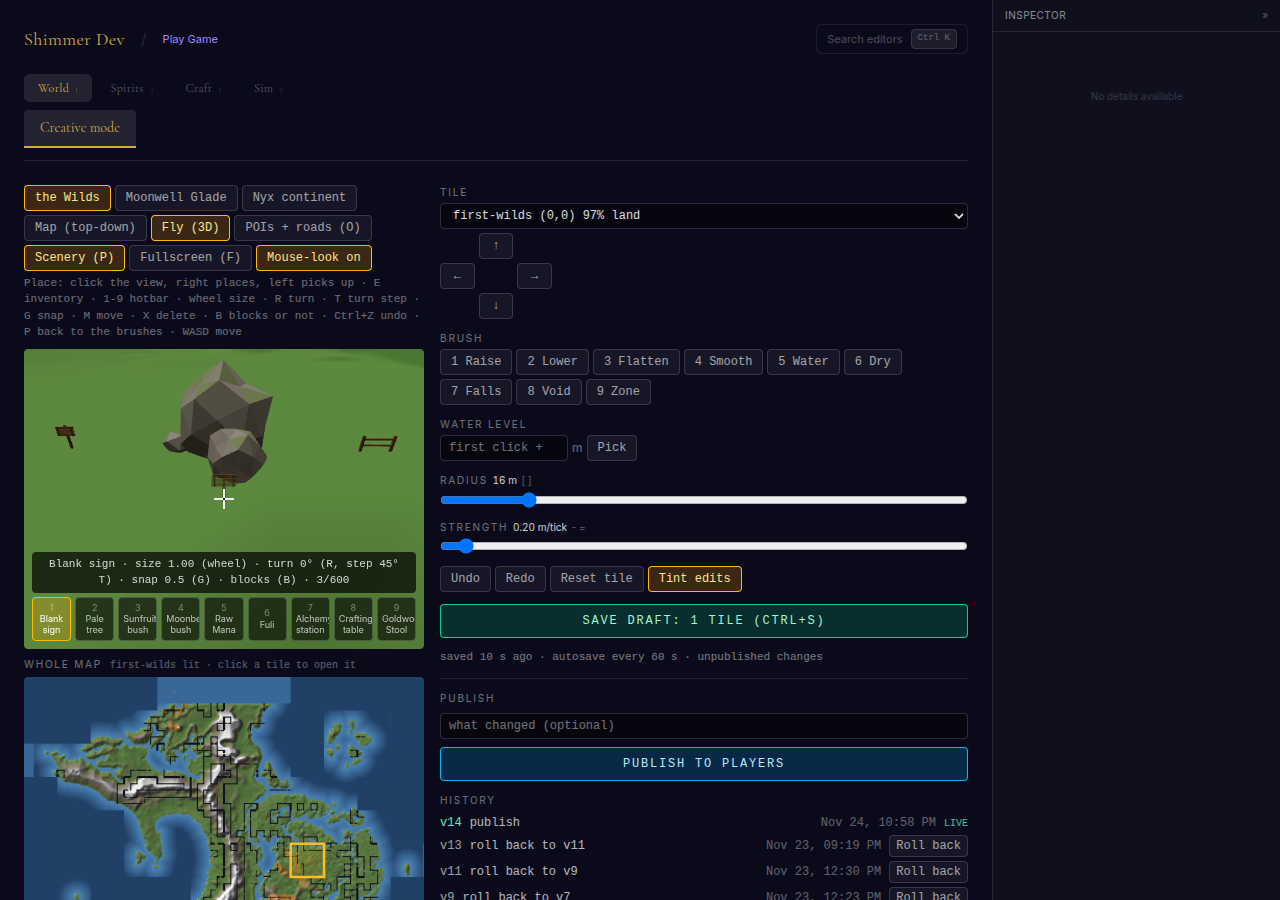 Shimmer Dev / Play Game
Search editors Ctrl K
World Spirits Craft Sim
Creative mode
the Wilds Moonwell Glade Nyx continent
Map (top-down) Fly (3D) POIs + roads (O)
Scenery (P) Fullscreen (F) Mouse-look on
Place: click the view, right places, left picks up · E
inventory · 1-9 hotbar · wheel size · R turn · T turn step ·
G snap · M move · X delete · B blocks or not · Ctrl+Z undo ·
P back to the brushes · WASD move
Blank sign · size 1.00 (wheel) · turn 0° (R, step 45°
T) · snap 0.5 (G) · blocks (B) · 3/600
1 Blank sign
2 Pale tree
3 Sunfruit bush
4 Moonbe bush
5 Raw Mana
6 Fuli
7 Alchemy station
8 Crafting table
9 Goldwo Stool
WHOLE MAP first-wilds lit · click a tile to open it
TILE
first-wilds (0,0) 97% land
↑
← →
↓
BRUSH
1 Raise 2 Lower 3 Flatten 4 Smooth 5 Water 6 Dry
7 Falls 8 Void 9 Zone
WATER LEVEL
first click + m Pick
RADIUS 16 m [ ]
STRENGTH 0.20 m/tick - =
Undo Redo Reset tile Tint edits
SAVE DRAFT: 1 TILE (CTRL+S)
saved 10 s ago · autosave every 60 s · unpublished changes
PUBLISH
what changed (optional)
PUBLISH TO PLAYERS
HISTORY
v14 publish Nov 24, 10:58 PM LIVE
v13 roll back to v11 Nov 23, 09:19 PM Roll back
v11 roll back to v9 Nov 23, 12:30 PM Roll back
v9 roll back to v7 Nov 23, 12:23 PM Roll back
INSPECTOR »
No details available